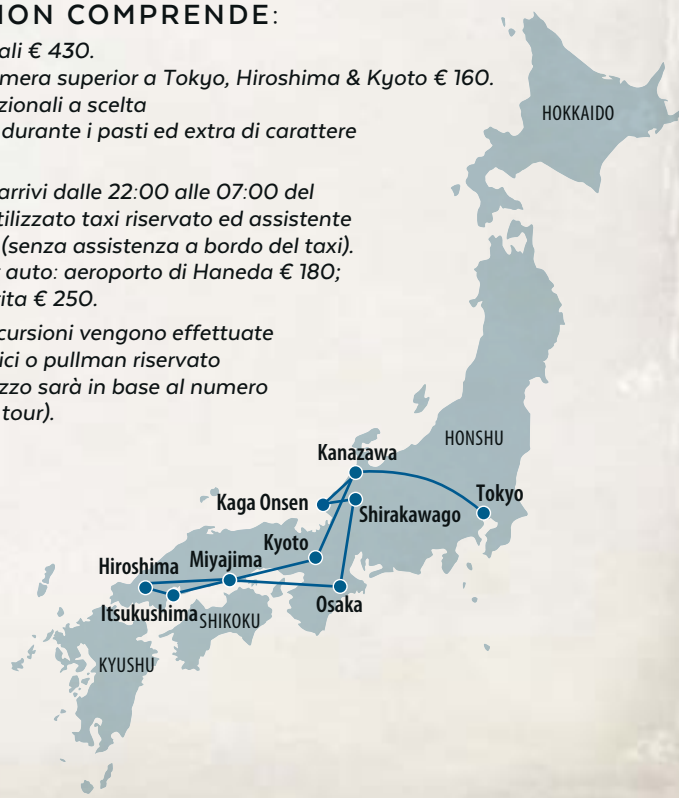 ION COMPRENDE:
ali € 430.
mera superior a Tokyo, Hiroshima & Kyoto € 160.
zionali a scelta
durante i pasti ed extra di carattere
arrivi dalle 22:00 alle 07:00 del
tilizzato taxi riservato ed assistente
(senza assistenza a bordo del taxi).
auto: aeroporto di Haneda € 180;
ita € 250.
cursioni vengono effettuate
ici o pullman riservato
zzo sarà in base al numero
tour).
HOKKAIDO
HONSHU
Kanazawa
Kaga Onsen
Shirakawago
Tokyo
Kyoto
Hiroshima
Miyajima
Itsukushima
Osaka
SHIKOKU
KYUSHU